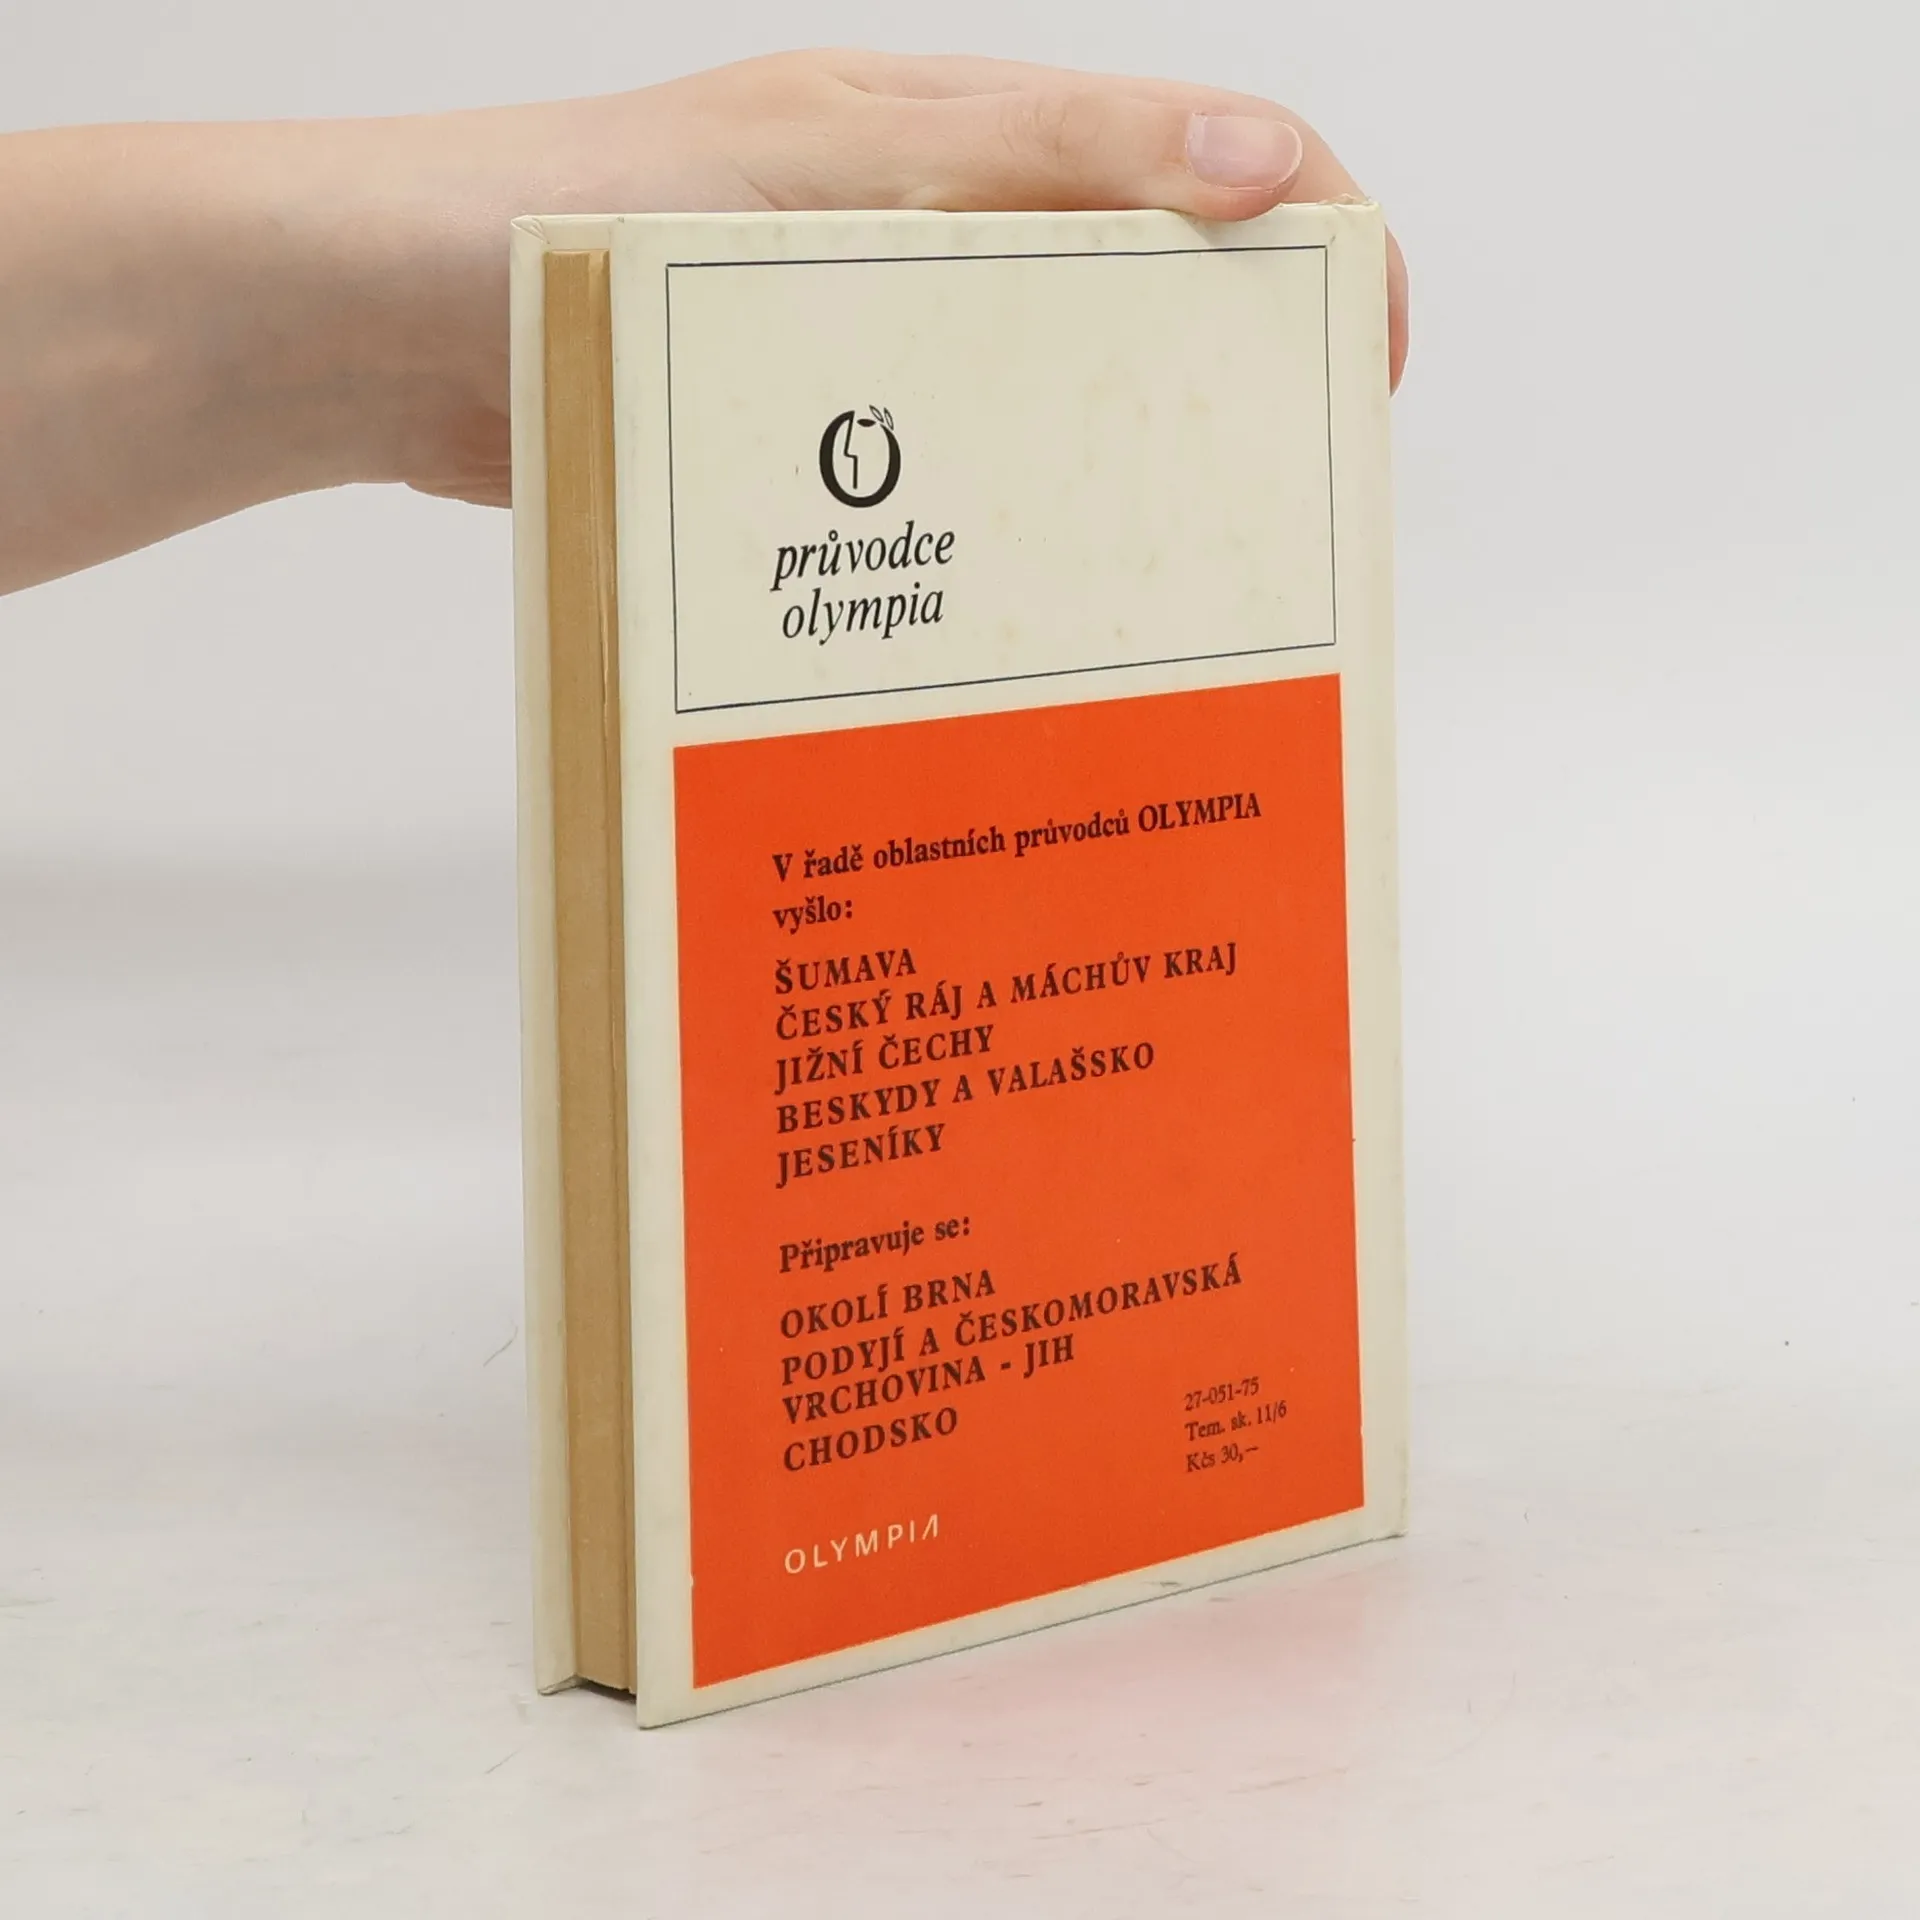 průvodce
olympia
V řadě oblastních průvodců OLYMPIA
vyšlo:
ŠUMAVA
ČESKÝ RÁJ A MÁCHŮV KRAJ
JIŽNÍ ČECHY
BESKYDY A VALAŠSKO
JESENÍKY
Připravuje se:
OKOLÍ BRNA
PODYJÍ A ČESKOMORAVSKÁ
VRCHOVINA - JIH
CHODSKO
27-051-75
Tem. sk. 11/6
Kčs 30,—
OLYMPIA